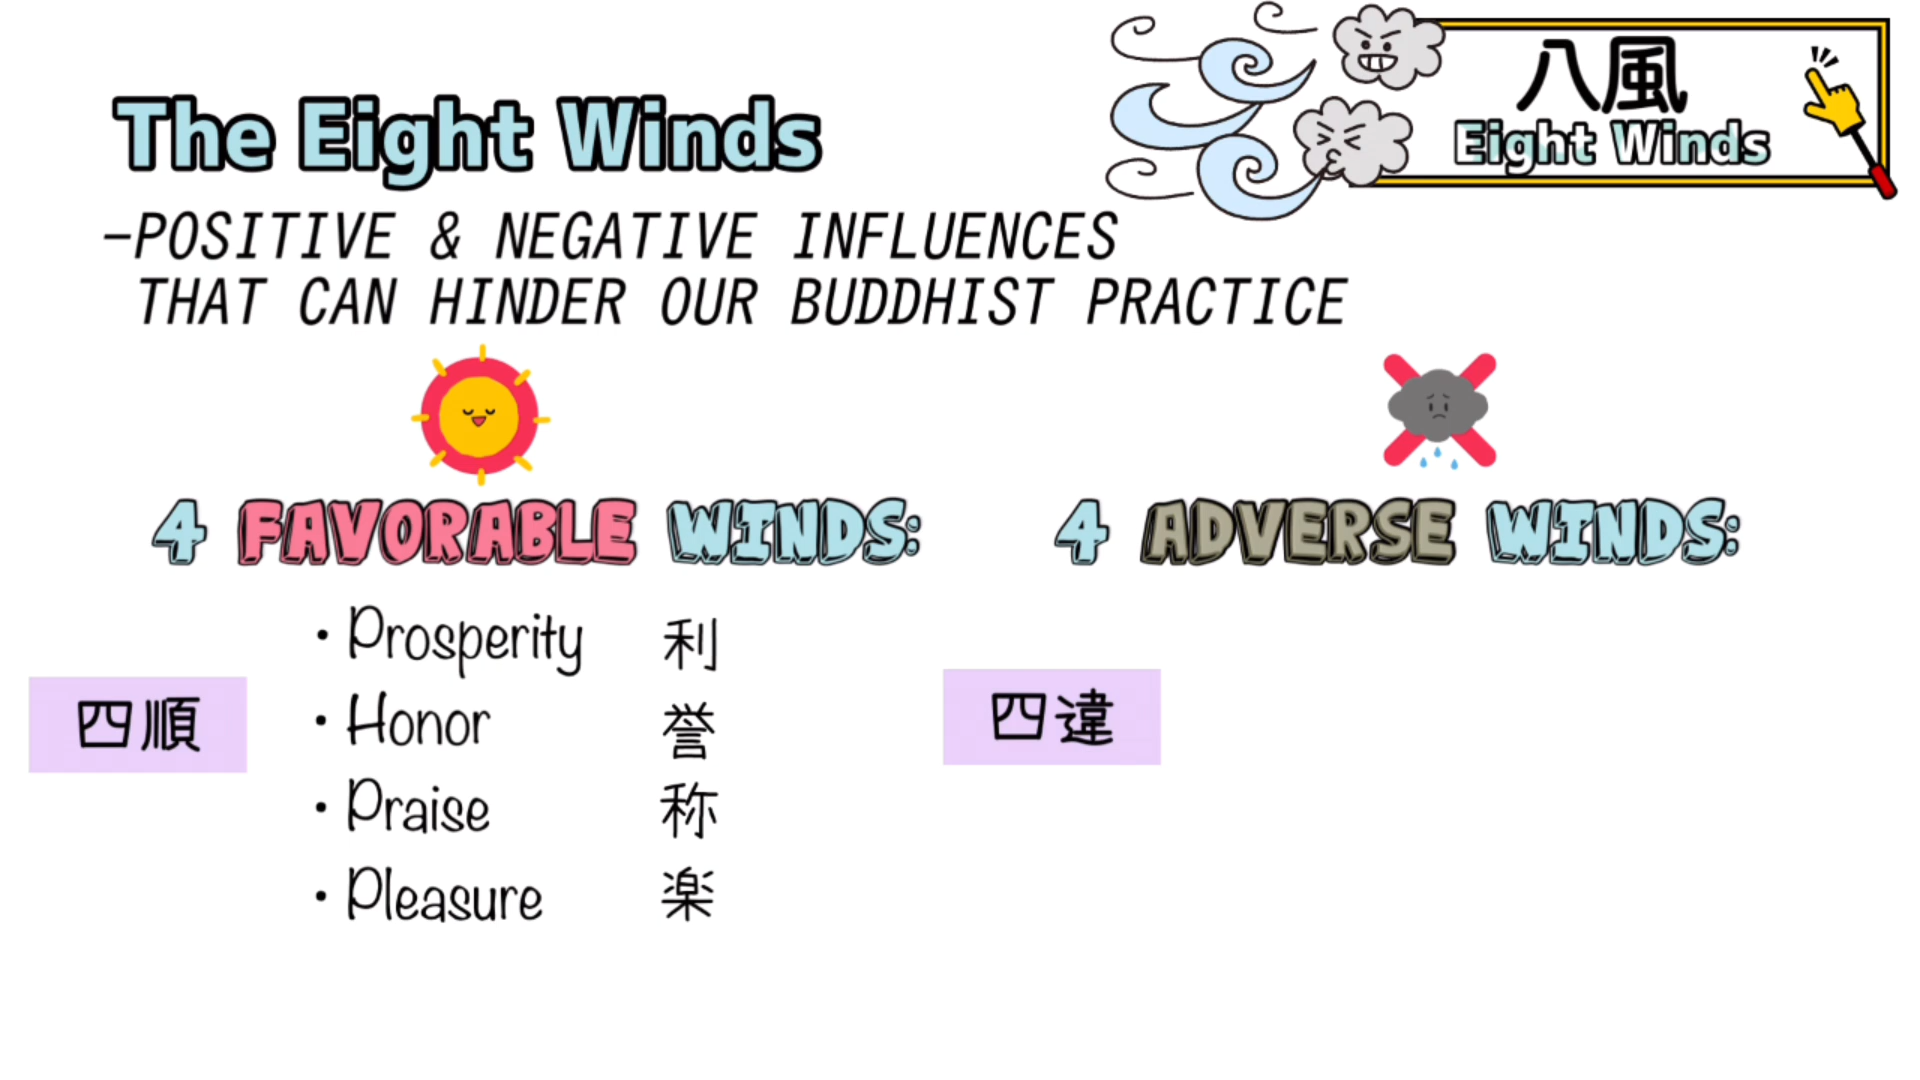 八風
Eight Winds
The Eight Winds
-POSITIVE & NEGATIVE INFLUENCES
THAT CAN HINDER OUR BUDDHIST PRACTICE
4 FAVORABLE WINDS:
四順
• Prosperity 利
• Honor 誉
• Praise 称
• Pleasure 楽
4 ADVERSE WINDS:
四違